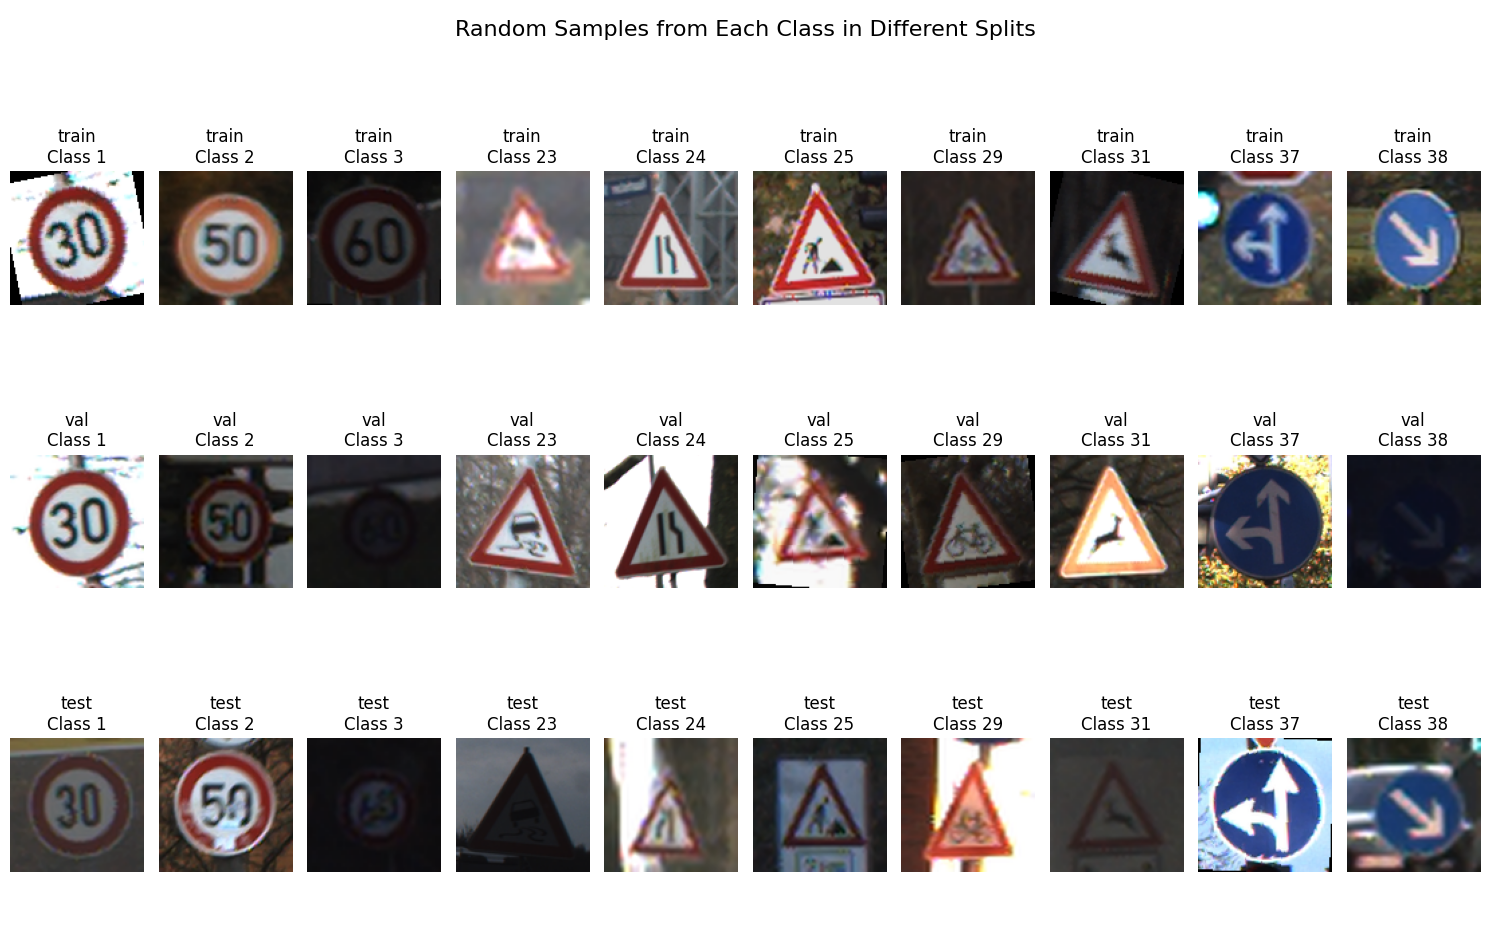 Random Samples from Each Class in Different Splits
train train train train train train train train train train
Class 1 Class 2 Class 3 Class 23 Class 24 Class 25 Class 29 Class 31 Class 37 Class 38
30 50 60
val val val val val val val val val val
Class 1 Class 2 Class 3 Class 23 Class 24 Class 25 Class 29 Class 31 Class 37 Class 38
30 50 60
test test test test test test test test test test
Class 1 Class 2 Class 3 Class 23 Class 24 Class 25 Class 29 Class 31 Class 37 Class 38
30 50